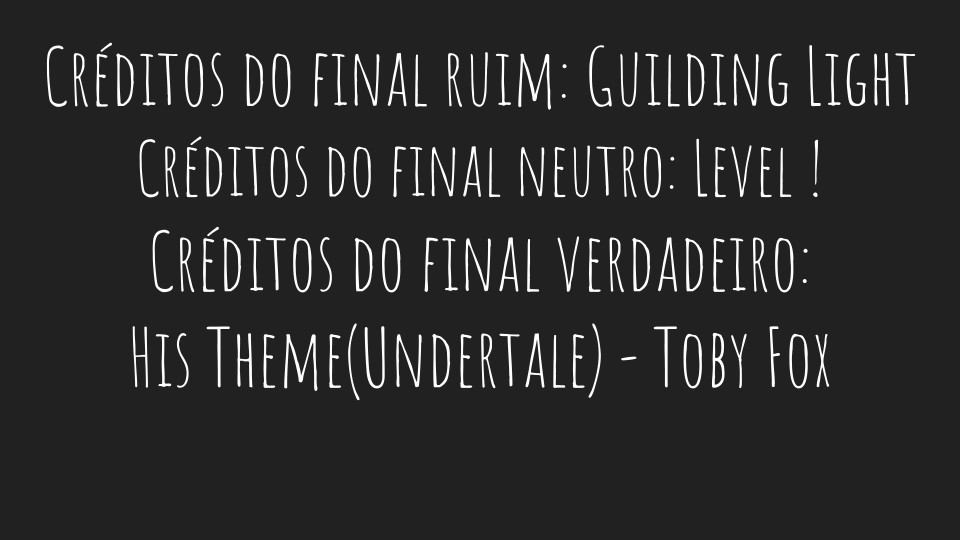 Créditos do final ruim: Guilding Light
Créditos do final neutro: Level !
Créditos do final verdadeiro:
His Theme(Undertale) - Toby Fox